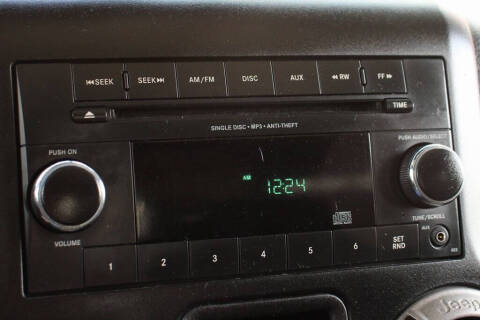 SEEK SEEK AM/FM DISC AUX RW FF
TIME
SINGLE DISC • MP3 • ANTI-THEFT
PUSH ON
PUSH AUDIO/SELECT
AM 12:24
VOLUME
TUNE/SCROLL
1 2 3 4 5 6 SET RND
AUX
Jeep